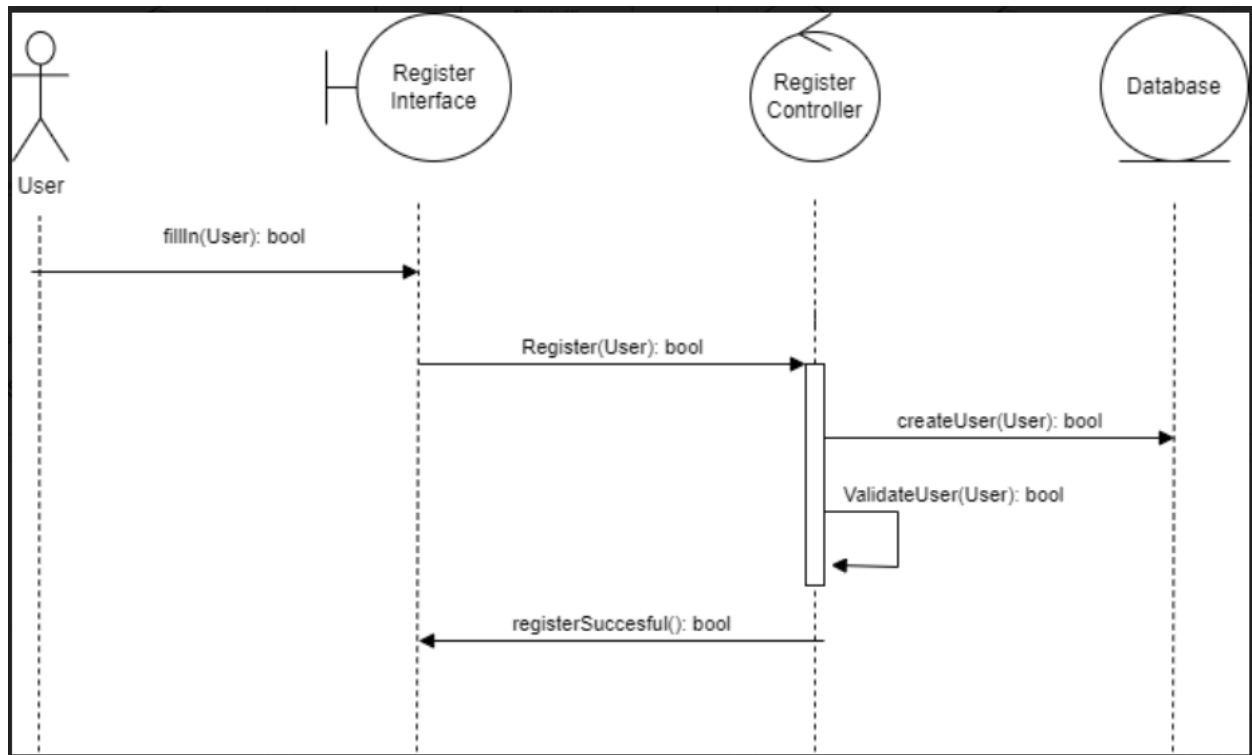 Register
Interface
Register
Controller
Database
User
fillIn(User): bool
Register(User): bool
createUser(User): bool
ValidateUser(User): bool
registerSuccesful(): bool